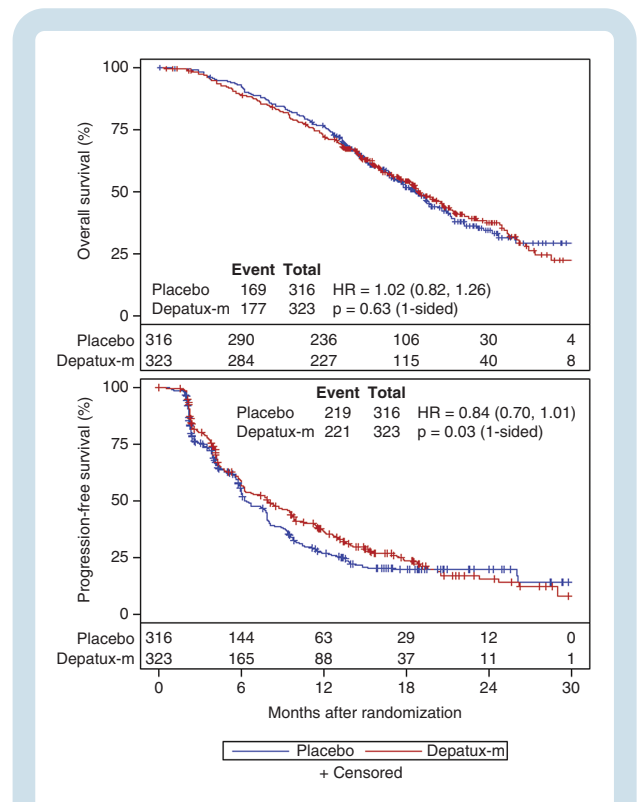 Overall survival (%)
100
75
50
25
0
Event Total
Placebo 169 316 HR = 1.02 (0.82, 1.26)
Depatux-m 177 323 p = 0.63 (1-sided)
Placebo 316 290 236 106 30 4
Depatux-m 323 284 227 115 40 8
Progression-free survival (%)
100
75
50
25
0
Event Total
Placebo 219 316 HR = 0.84 (0.70, 1.01)
Depatux-m 221 323 p = 0.03 (1-sided)
Placebo 316 144 63 29 12 0
Depatux-m 323 165 88 37 11 1
0 6 12 18 24 30
Months after randomization
Placebo Depatux-m
+ Censored